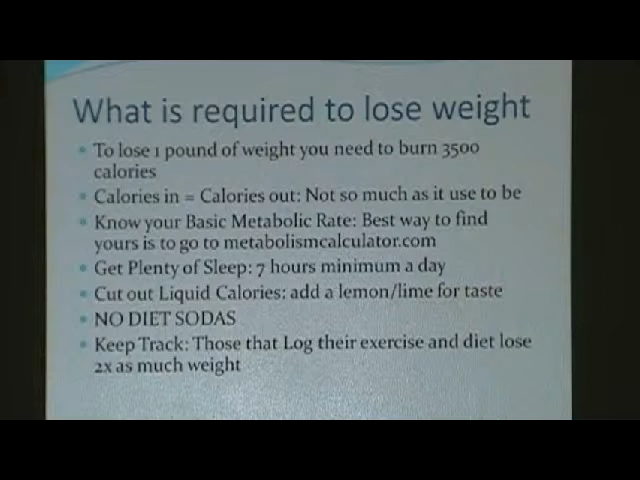 What is required to lose weight
• To lose 1 pound of weight you need to burn 3500
calories
• Calories in = Calories out: Not so much as it use to be
• Know your Basic Metabolic Rate: Best way to find
yours is to go to metabolismcalculator.com
• Get Plenty of Sleep: 7 hours minimum a day
• Cut out Liquid Calories: add a lemon/lime for taste
• NO DIET SODAS
• Keep Track: Those that Log their exercise and diet lose
2x as much weight